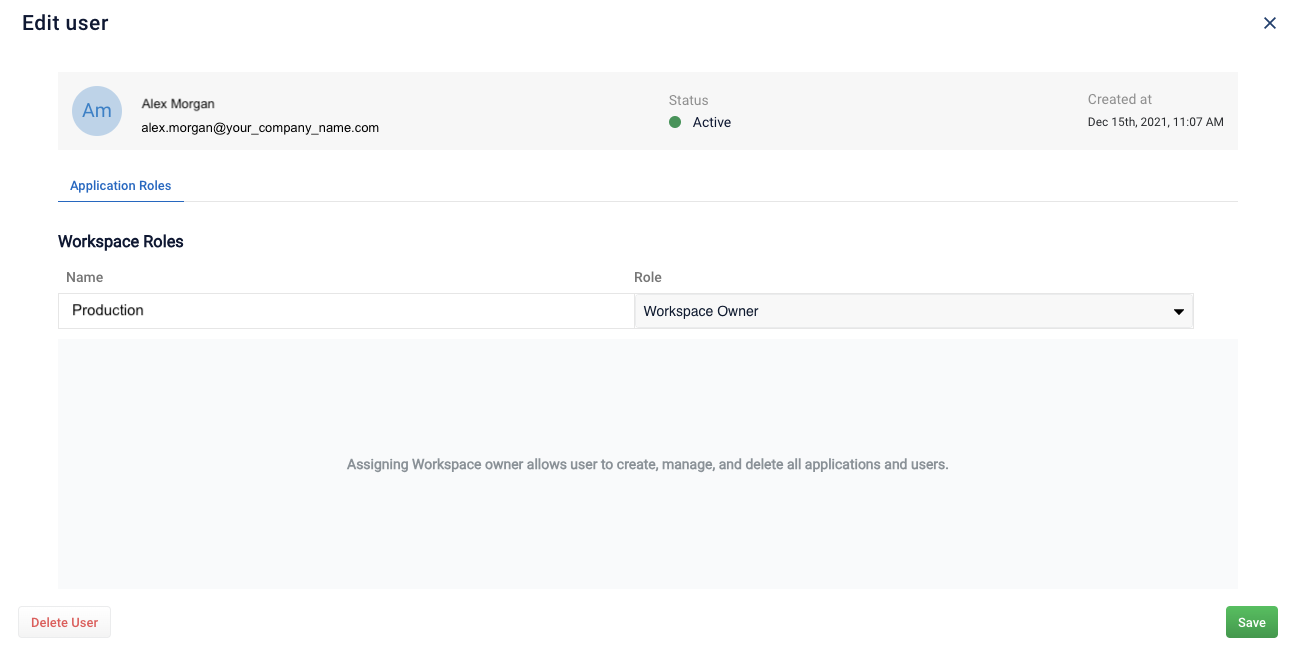 Edit user
Am
Alex Morgan
alex.morgan@your_company_name.com
Status
Active
Created at
Dec 15th, 2021, 11:07 AM
Application Roles
Workspace Roles
Name Role
Production Workspace Owner
Assigning Workspace owner allows user to create, manage, and delete all applications and users.
Delete User Save